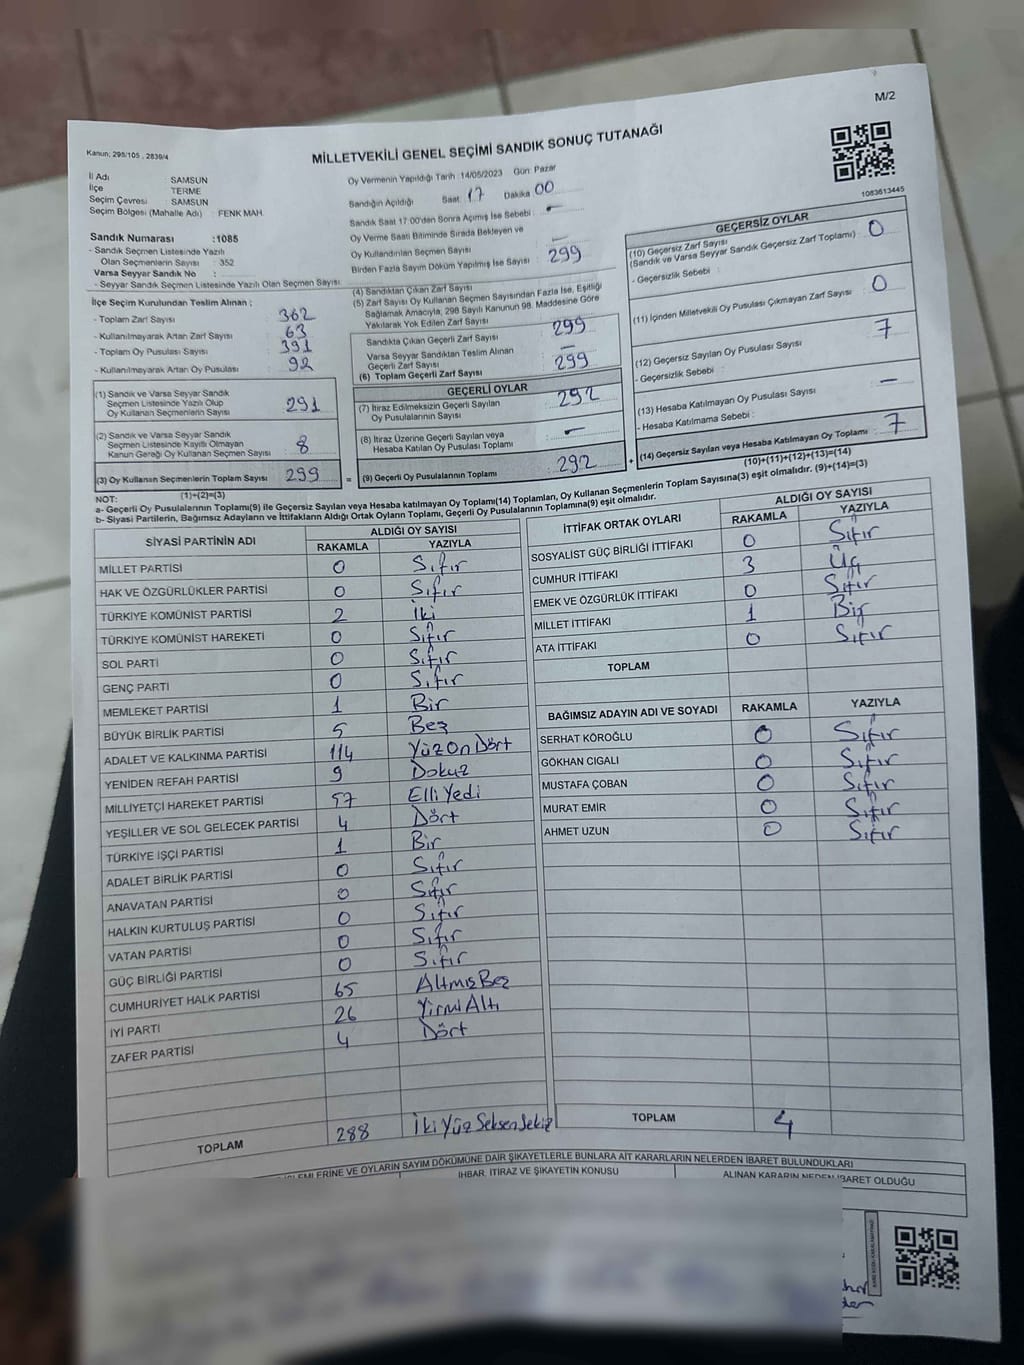 M/2
Kanun: 298/105 , 2839/4
MİLLETVEKİLİ GENEL SEÇİMİ SANDIK SONUÇ TUTANAĞI
1083613445
İl Adı SAMSUN
İlçe TERME
Seçim Çevresi SAMSUN
Seçim Bölgesi (Mahalle Adı) : FENK MAH.
Sandık Numarası :1085
- Sandık Seçmen Listesinde Yazılı
Olan Seçmenlerin Sayısı : 352
Varsa Seyyar Sandık No :
- Seyyar Sandık Seçmen Listesinde Yazılı Olan Seçmen Sayısı
İlçe Seçim Kurulundan Teslim Alınan :
- Toplam Zarf Sayısı 362
- Kullanılmayarak Artan Zarf Sayısı 63
- Toplam Oy Pusulası Sayısı 391
- Kullanılmayarak Artan Oy Pusulası 92
(1) Sandık ve Varsa Seyyar Sandık
Seçmen Listesinde Yazılı Olup
Oy Kullanan Seçmenlerin Sayısı 291
(2) Sandık ve Varsa Seyyar Sandık
Seçmen Listesinde Kayıtlı Olmayan
Kanun Gereği Oy Kullanan Seçmen Sayısı 8
(3) Oy Kullanan Seçmenlerin Toplam Sayısı 299
(1)+(2)=(3)
Oy Vermenin Yapıldığı Tarih :14/05/2023 Gün: Pazar
Sandığın Açıldığı Saat: 17 Dakika 00
Sandık Saat 17:00'dan Sonra Açımış İse Sebebi : -
Oy Verme Saati Bitiminde Sırada Bekleyen ve
Oy Kullandırılan Seçmen Sayısı -
Birden Fazla Sayım Döküm Yapılmış İse Sayısı :
(4) Sandıktan Çıkan Zarf Sayısı 299
(5) Zarf Sayısı Oy Kullanan Seçmen Sayısından Fazla İse, Eşitliği
Sağlamak Amacıyla; 298 Sayılı Kanunun 98. Maddesine Göre
Yakılarak Yok Edilen Zarf Sayısı
Sandıkta Çıkan Geçerli Zarf Sayısı 299
Varsa Seyyar Sandıktan Teslim Alınan
Geçerli Zarf Sayısı -
(6) Toplam Geçerli Zarf Sayısı 299
GEÇERLİ OYLAR
(7) İtiraz Edilmeksizin Geçerli Sayılan
Oy Pusulalarının Sayısı 292
(8) İtiraz Üzerine Geçerli Sayılan veya
Hesaba Katılan Oy Pusulası Toplamı -
= (9) Geçerli Oy Pusulalarının Toplamı 292
GEÇERSİZ OYLAR
(10) Geçersiz Zarf Sayısı
(Sandık ve Varsa Seyyar Sandık Geçersiz Zarf Toplamı) : 0
- Geçersizlik Sebebi :
(11) İçinden Milletvekili Oy Pusulası Çıkmayan Zarf Sayısı 0
(12) Geçersiz Sayılan Oy Pusulası Sayısı 7
- Geçersizlik Sebebi :
(13) Hesaba Katılmayan Oy Pusulası Sayısı -
- Hesaba Katılmama Sebebi :
+ (14) Geçersiz Sayılan veya Hesaba Katılmayan Oy Toplamı 7
(10)+(11)+(12)+(13)=(14)
NOT:
a- Geçerli Oy Pusulalarının Toplamı(9) ile Geçersiz Sayılan veya Hesaba katılmayan Oy Toplamı(14) Toplamları, Oy Kullanan Seçmenlerin Toplam Sayısına(3) eşit olmalıdır. (9)+(14)=(3)
b- Siyasi Partilerin, Bağımsız Adayların ve İttifakların Aldığı Ortak Oyların Toplamı, Geçerli Oy Pusulalarının Toplamına(9) eşit olmalıdır.
SİYASİ PARTİNİN ADI ALDIĞI OY SAYISI
RAKAMLA YAZIYLA
MİLLET PARTİSİ 0 Sıfır
HAK VE ÖZGÜRLÜKLER PARTİSİ 0 Sıfır
TÜRKİYE KOMÜNİST PARTİSİ 2 İki
TÜRKİYE KOMÜNİST HAREKETİ 0 Sıfır
SOL PARTİ 0 Sıfır
GENÇ PARTİ 0 Sıfır
MEMLEKET PARTİSİ 1 Bir
BÜYÜK BİRLİK PARTİSİ 5 Beş
ADALET VE KALKINMA PARTİSİ 114 YüzOnDört
YENİDEN REFAH PARTİSİ 9 Dokuz
MİLLİYETÇİ HAREKET PARTİSİ 57 ElliYedi
YEŞİLLER VE SOL GELECEK PARTİSİ 4 Dört
TÜRKİYE İŞÇİ PARTİSİ 1 Bir
ADALET BİRLİK PARTİSİ 0 Sıfır
ANAVATAN PARTİSİ 0 Sıfır
HALKIN KURTULUŞ PARTİSİ 0 Sıfır
VATAN PARTİSİ 0 Sıfır
GÜÇ BİRLİĞİ PARTİSİ 0 Sıfır
CUMHURİYET HALK PARTİSİ 65 AltmışBeş
İYİ PARTİ 26 YirmiAltı
ZAFER PARTİSİ 4 Dört
TOPLAM 288 İkiYüzSeksenSekiz
İTTİFAK ORTAK OYLARI ALDIĞI OY SAYISI
RAKAMLA YAZIYLA
SOSYALİST GÜÇ BİRLİĞİ İTTİFAKI 0 Sıfır
CUMHUR İTTİFAKI 3 Üç
EMEK VE ÖZGÜRLÜK İTTİFAKI 0 Sıfır
MİLLET İTTİFAKI 1 Bir
ATA İTTİFAKI 0 Sıfır
TOPLAM
BAĞIMSIZ ADAYIN ADI VE SOYADI RAKAMLA YAZIYLA
SERHAT KÖROĞLU 0 Sıfır
GÖKHAN CIGALI 0 Sıfır
MUSTAFA ÇOBAN 0 Sıfır
MURAT EMİR 0 Sıfır
AHMET UZUN 0 Sıfır
TOPLAM 4
İŞLEMLERİNE VE OYLARIN SAYIM DÖKÜMÜNE DAİR ŞİKAYETLERLE BUNLARA AİT KARARLARIN NELERDEN İBARET BULUNDUKLARI
İHBAR, İTİRAZ VE ŞİKAYETİN KONUSU ALINAN KARARIN NEDEN İBARET OLDUĞU